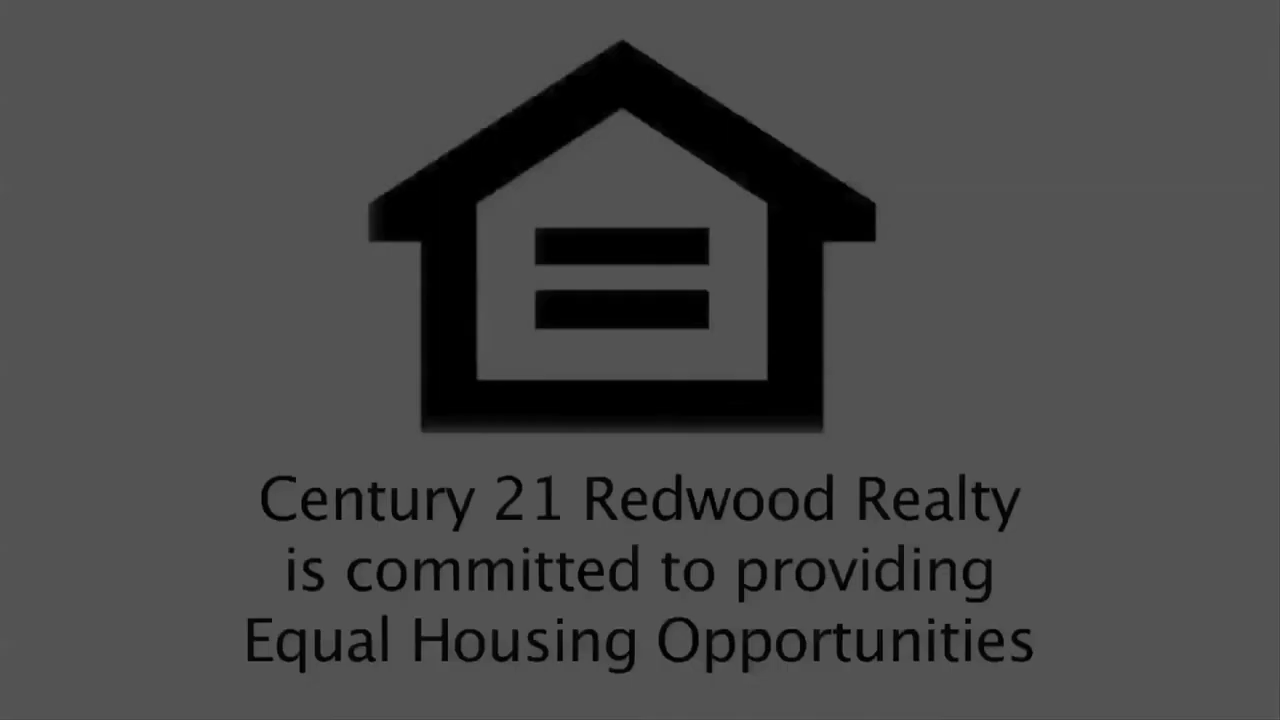 Century 21 Redwood Realty
is committed to providing
Equal Housing Opportunities